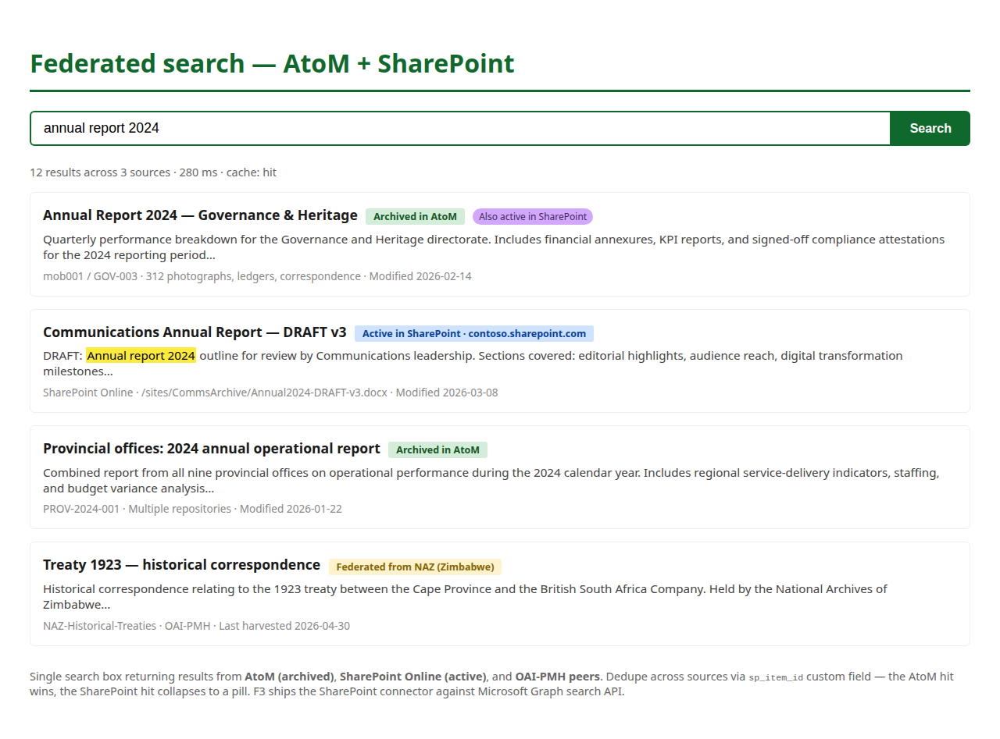 Federated search — AtoM + SharePoint
annual report 2024
Search
12 results across 3 sources · 280 ms · cache: hit
Annual Report 2024 — Governance & Heritage Archived in AtoM Also active in SharePoint
Quarterly performance breakdown for the Governance and Heritage directorate. Includes financial annexures, KPI reports, and signed-off compliance attestations
for the 2024 reporting period…
mob001 / GOV-003 · 312 photographs, ledgers, correspondence · Modified 2026-02-14
Communications Annual Report — DRAFT v3 Active in SharePoint · contoso.sharepoint.com
DRAFT: Annual report 2024 outline for review by Communications leadership. Sections covered: editorial highlights, audience reach, digital transformation
milestones…
SharePoint Online · /sites/CommsArchive/Annual2024-DRAFT-v3.docx · Modified 2026-03-08
Provincial offices: 2024 annual operational report Archived in AtoM
Combined report from all nine provincial offices on operational performance during the 2024 calendar year. Includes regional service-delivery indicators, staffing,
and budget variance analysis…
PROV-2024-001 · Multiple repositories · Modified 2026-01-22
Treaty 1923 — historical correspondence Federated from NAZ (Zimbabwe)
Historical correspondence relating to the 1923 treaty between the Cape Province and the British South Africa Company. Held by the National Archives of
Zimbabwe…
NAZ-Historical-Treaties · OAI-PMH · Last harvested 2026-04-30
Single search box returning results from AtoM (archived), SharePoint Online (active), and OAI-PMH peers. Dedupe across sources via sp_item_id custom field — the AtoM hit
wins, the SharePoint hit collapses to a pill. F3 ships the SharePoint connector against Microsoft Graph search API.